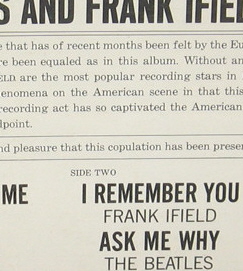 S AND FRANK IFIEL
e that has of recent months been felt by the Eu
re been equaled as in this album. Without an
ELD are the most popular recording stars in
enomena on the American scene in that this
recording act has so captivated the American
lpoint.
nd pleasure that this copulation has been presen
SIDE TWO
ME I REMEMBER YOU
FRANK IFIELD
ASK ME WHY
THE BEATLES